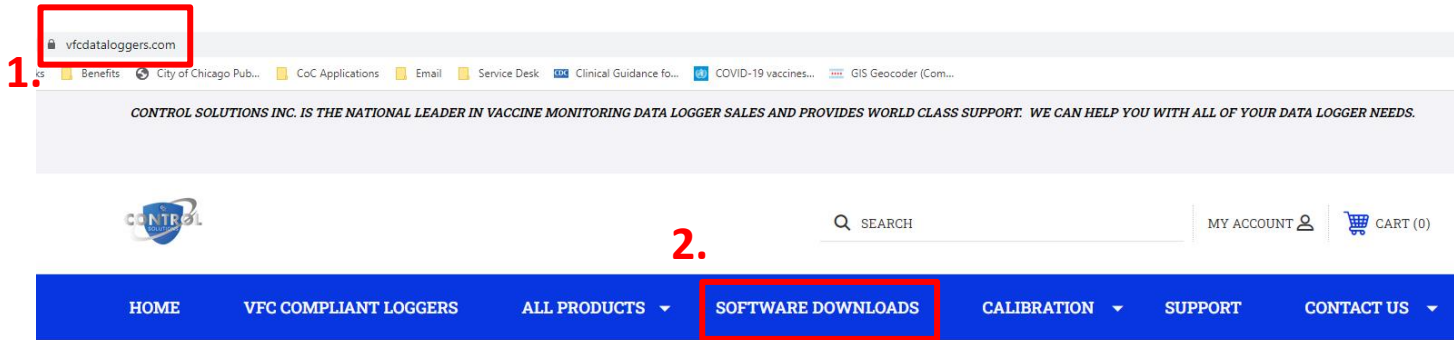 vfcdataloggers.com
1.
ks Benefits City of Chicago Pub... CoC Applications Email Service Desk CDC Clinical Guidance fo... COVID-19 vaccines... GIS Geocoder (Com...
CONTROL SOLUTIONS INC. IS THE NATIONAL LEADER IN VACCINE MONITORING DATA LOGGER SALES AND PROVIDES WORLD CLASS SUPPORT. WE CAN HELP YOU WITH ALL OF YOUR DATA LOGGER NEEDS.
CONTROL
SOLUTIONS
SEARCH
MY ACCOUNT
CART (0)
2.
HOME VFC COMPLIANT LOGGERS ALL PRODUCTS SOFTWARE DOWNLOADS CALIBRATION SUPPORT CONTACT US